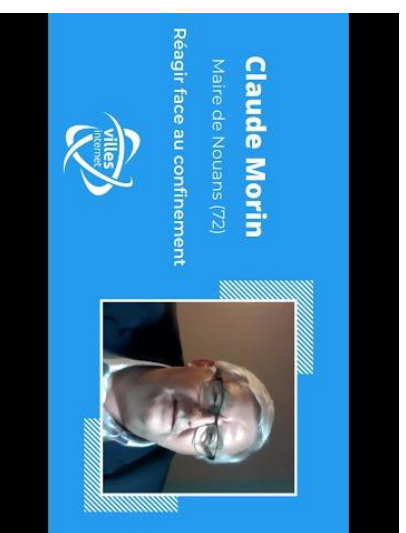 Claude Morin
Maire de Nouans (72)
Réagir face au confinement
villes
internet